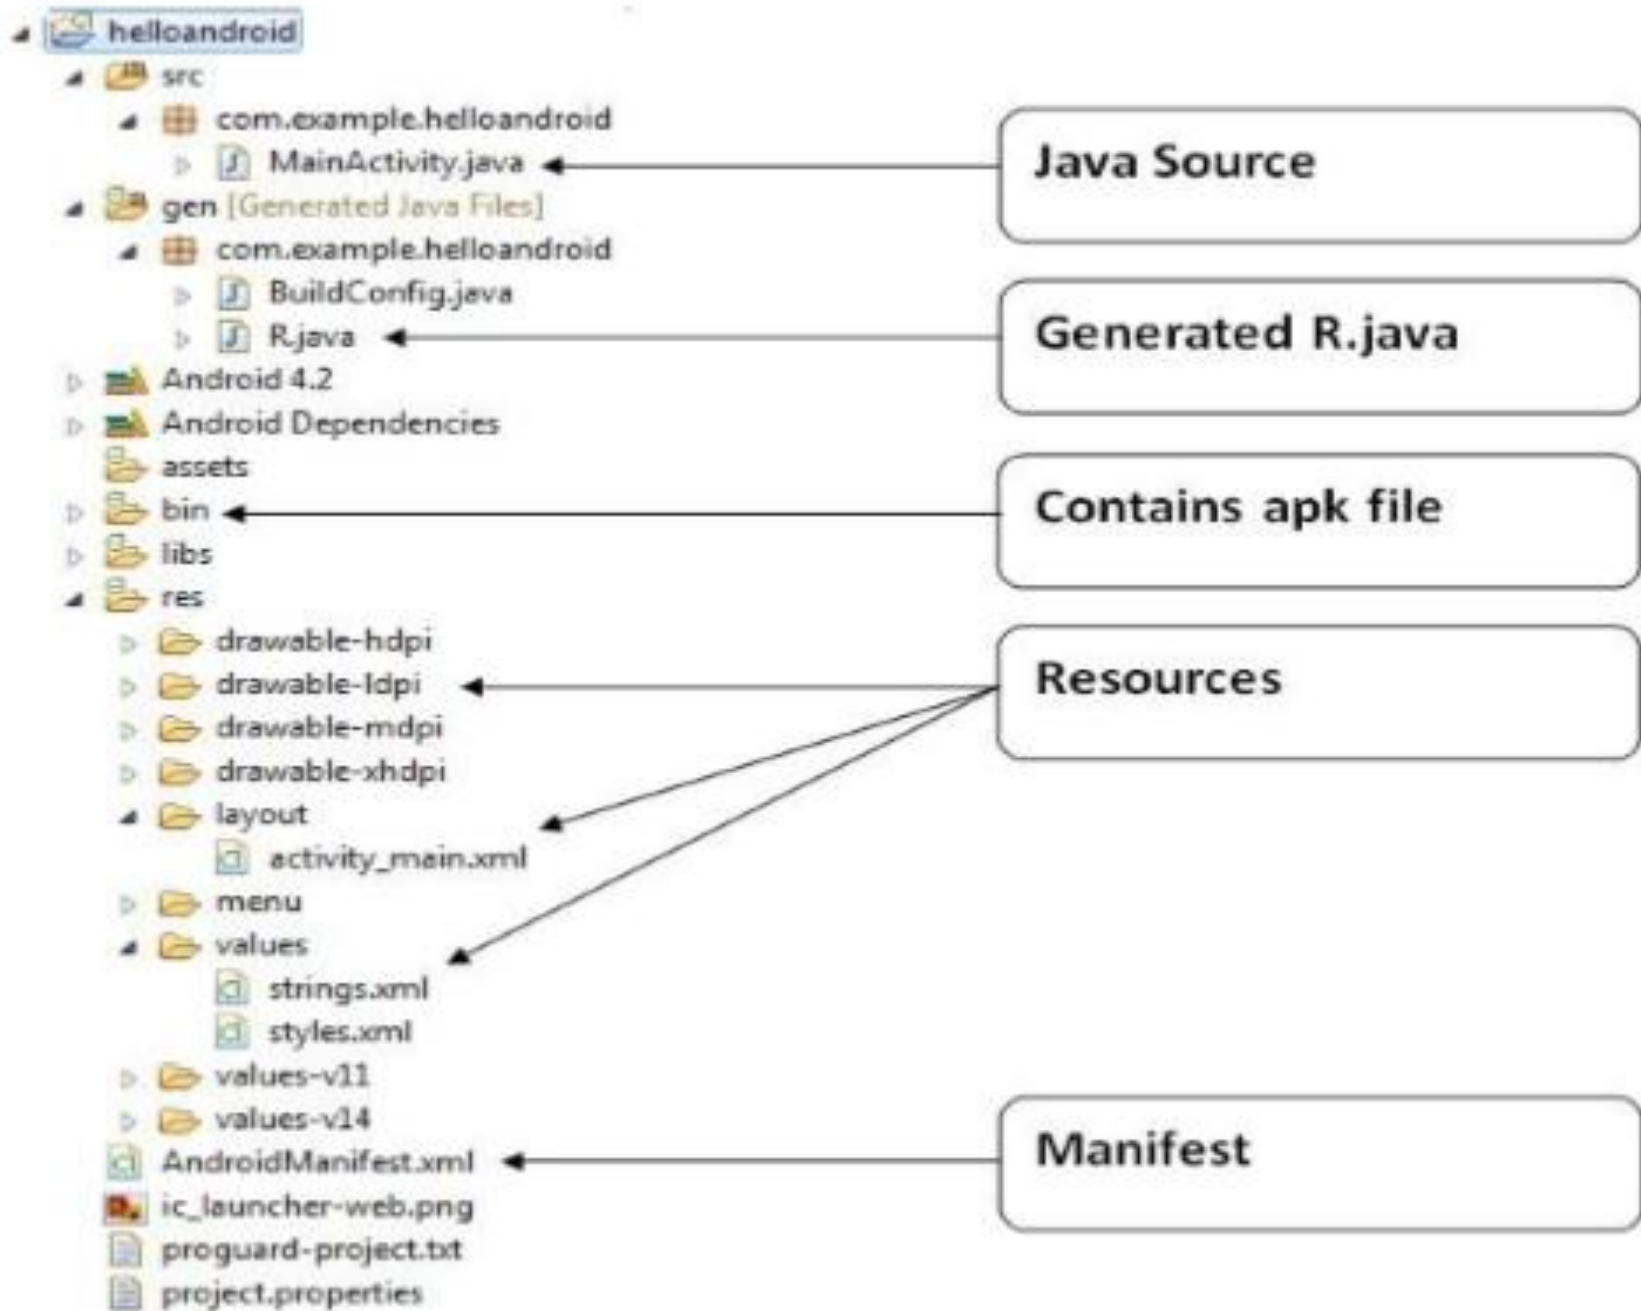 helloandroid
src
com.example.helloandroid
MainActivity.java
Java Source
gen [Generated Java Files]
com.example.helloandroid
BuildConfig.java
R.java
Generated R.java
Android 4.2
Android Dependencies
assets
bin
Contains apk file
libs
res
drawable-hdpi
drawable-ldpi
Resources
drawable-mdpi
drawable-xhdpi
layout
activity_main.xml
menu
values
strings.xml
styles.xml
values-v11
values-v14
AndroidManifest.xml
Manifest
ic_launcher-web.png
proguard-project.txt
project.properties